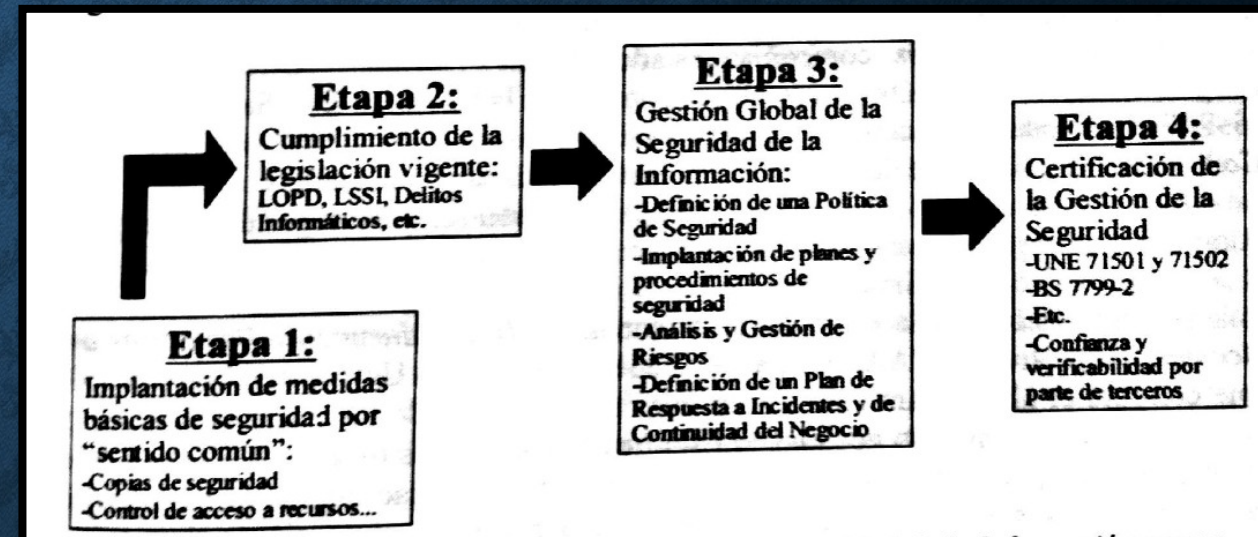 Etapa 1:
Implantación de medidas
básicas de seguridad por
“sentido común”:
-Copias de seguridad
-Control de acceso a recursos...
Etapa 2:
Cumplimiento de la
legislación vigente:
LOPD, LSSI, Delitos
Informáticos, etc.
Etapa 3:
Gestión Global de la
Seguridad de la
Información:
-Definición de una Política
de Seguridad
-Implantación de planes y
procedimientos de
seguridad
-Análisis y Gestión de
Riesgos
-Definición de un Plan de
Respuesta a Incidentes y de
Continuidad del Negocio
Etapa 4:
Certificación de
la Gestión de la
Seguridad
-UNE 71501 y 71502
-BS 7799-2
-Etc.
-Confianza y
verificabilidad por
parte de terceros